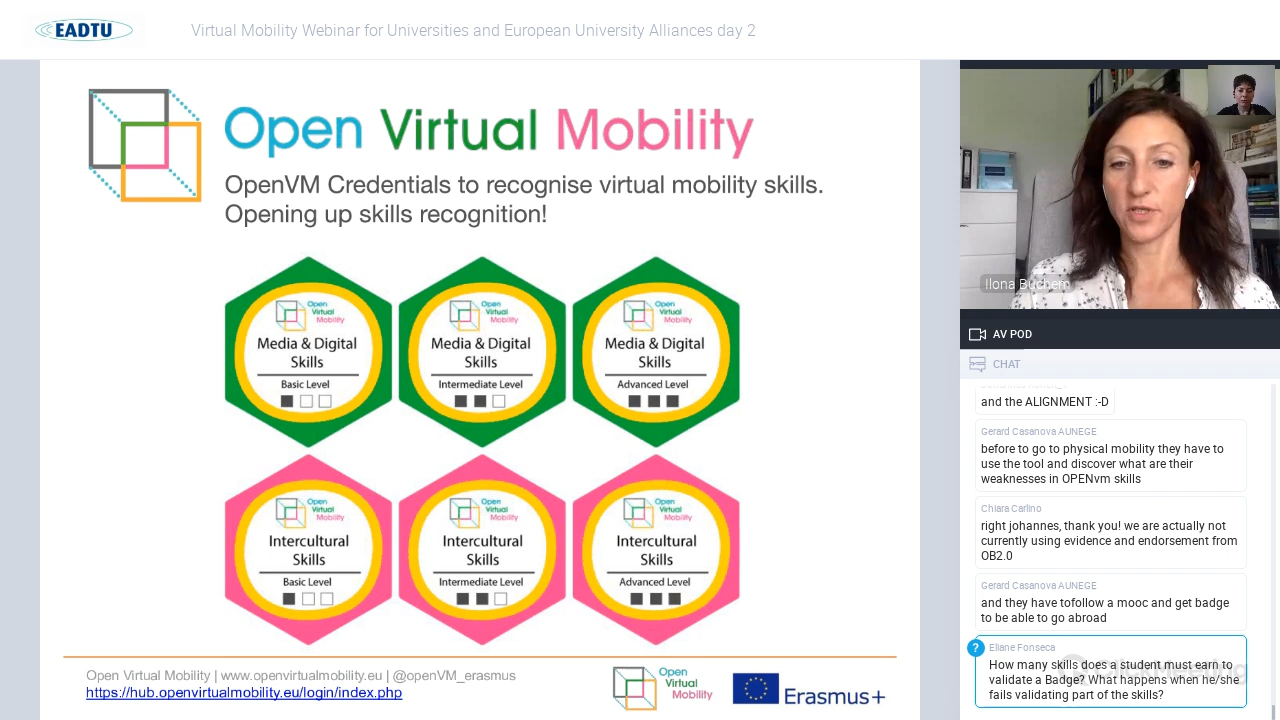 EADTU
Virtual Mobility Webinar for Universities and European University Alliances day 2
Open Virtual Mobility
OpenVM Credentials to recognise virtual mobility skills.
Opening up skills recognition!
Open
Virtual
Mobility
Media & Digital
Skills
Basic Level
Open
Virtual
Mobility
Media & Digital
Skills
Intermediate Level
Open
Virtual
Mobility
Media & Digital
Skills
Advanced Level
Open
Virtual
Mobility
Intercultural
Skills
Basic Level
Open
Virtual
Mobility
Intercultural
Skills
Intermediate Level
Open
Virtual
Mobility
Intercultural
Skills
Advanced Level
Open Virtual Mobility | www.openvirtualmobility.eu | @openVM_erasmus
https://hub.openvirtualmobility.eu/login/index.php
Open
Virtual
Mobility
Erasmus+
Ilona Buchem
AV POD
CHAT
and the ALIGNMENT :-D
Gerard Casanova AUNEGE
before to go to physical mobility they have to
use the tool and discover what are their
weaknesses in OPENvm skills
Chiara Carlino
right johannes, thank you! we are actually not
currently using evidence and endorsement from
OB2.0
Gerard Casanova AUNEGE
and they have tofollow a mooc and get badge
to be able to go abroad
?
Eliane Fonseca
How many skills does a student must earn to
validate a Badge? What happens when he/she
fails validating part of the skills?